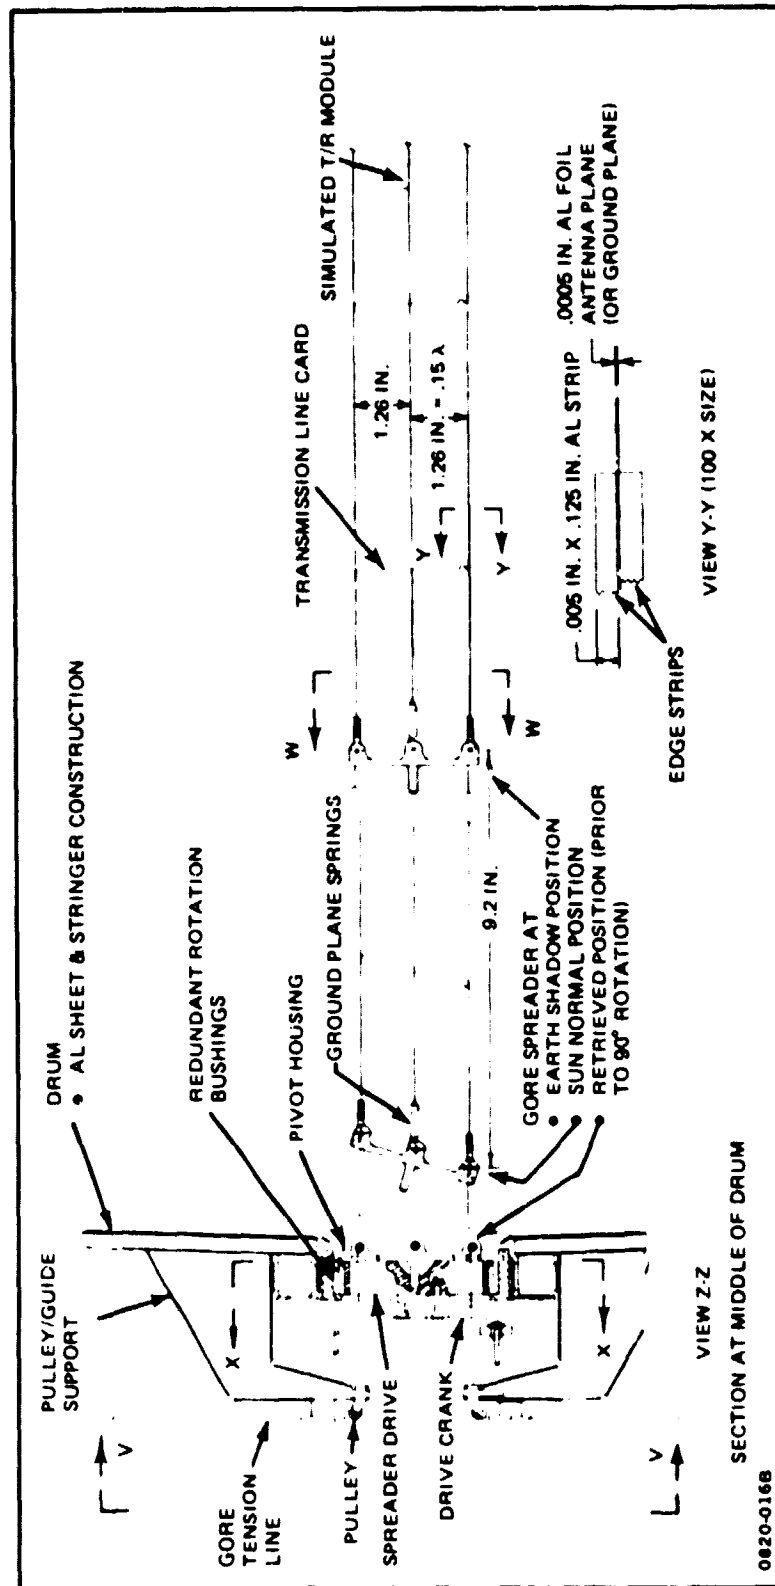 DRUM
• AL SHEET & STRINGER CONSTRUCTION
PULLEY/GUIDE
SUPPORT
REDUNDANT ROTATION
BUSHINGS
PIVOT HOUSING
GROUND PLANE SPRINGS
TRANSMISSION LINE CARD
SIMULATED T/R MODULE
V
X
W
1.26 IN.
1.26 IN. = .15 λ
Y
Y
W
GORE
TENSION
LINE
PULLEY
SPREADER DRIVE
DRIVE CRANK
X
V
9.2 IN.
GORE SPREADER AT
• EARTH SHADOW POSITION
• SUN NORMAL POSITION
• RETRIEVED POSITION (PRIOR
TO 90° ROTATION)
.005 IN. X .125 IN. AL STRIP
.0005 IN. AL FOIL
ANTENNA PLANE
(OR GROUND PLANE)
EDGE STRIPS
VIEW Y-Y (100 X SIZE)
VIEW Z-Z
SECTION AT MIDDLE OF DRUM
0820-016B